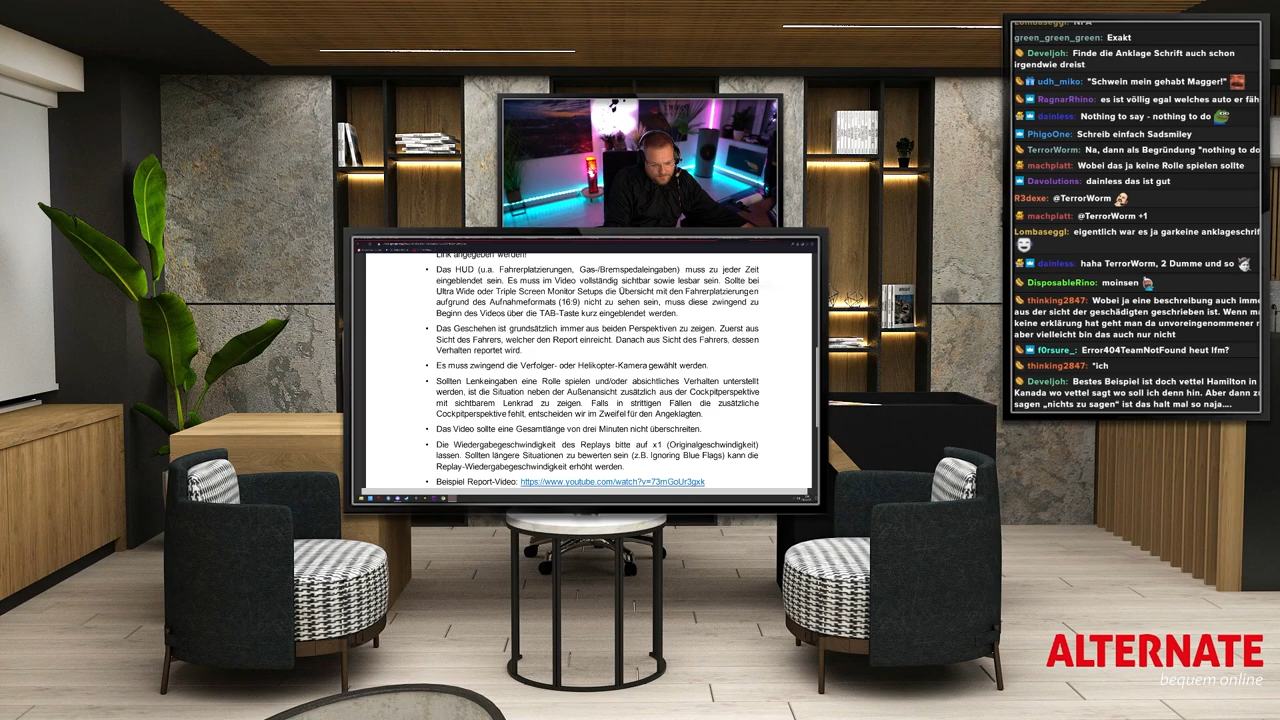 Link angegeben werden!
• Das HUD (u.a. Fahrerplatzierungen, Gas-/Bremspedaleingaben) muss zu jeder Zeit
eingeblendet sein. Es muss im Video vollständig sichtbar sowie lesbar sein. Sollte bei
Ultra Wide oder Triple Screen Monitor Setups die Übersicht mit den Fahrerplatzierungen
aufgrund des Aufnahmeformats (16:9) nicht zu sehen sein, muss diese zwingend zu
Beginn des Videos über die TAB-Taste kurz eingeblendet werden.
• Das Geschehen ist grundsätzlich immer aus beiden Perspektiven zu zeigen. Zuerst aus
Sicht des Fahrers, welcher den Report einreicht. Danach aus Sicht des Fahrers, dessen
Verhalten reportet wird.
• Es muss zwingend die Verfolger- oder Helikopter-Kamera gewählt werden.
• Sollten Lenkeingaben eine Rolle spielen und/oder absichtliches Verhalten unterstellt
werden, ist die Situation neben der Außenansicht zusätzlich aus der Cockpitperspektive
mit sichtbarem Lenkrad zu zeigen. Falls in strittigen Fällen die zusätzliche
Cockpitperspektive fehlt, entscheiden wir im Zweifel für den Angeklagten.
• Das Video sollte eine Gesamtlänge von drei Minuten nicht überschreiten.
• Die Wiedergabegeschwindigkeit des Replays bitte auf x1 (Originalgeschwindigkeit)
lassen. Sollten längere Situationen zu bewerten sein (z.B. Ignoring Blue Flags) kann die
Replay-Wiedergabegeschwindigkeit erhöht werden.
• Beispiel Report-Video: https://www.youtube.com/watch?v=73mGoUr3gxk
Lombaseggl: NPA
green_green_green: Exakt
Develjoh: Finde die Anklage Schrift auch schon
irgendwie dreist
udh_miko: "Schwein mein gehabt Magger!"
RagnarRhino: es ist völlig egal welches auto er fäh
dainless: Nothing to say - nothing to do
PhigoOne: Schreib einfach Sadsmiley
TerrorWorm: Na, dann als Begründung "nothing to do
machplatt: Wobei das ja keine Rolle spielen sollte
Davolutions: dainless das ist gut
R3dexe: @TerrorWorm
machplatt: @TerrorWorm +1
Lombaseggl: eigentlich war es ja garkeine anklageschrif
dainless: haha TerrorWorm, 2 Dumme und so
DisposableRino: moinsen
thinking2847: Wobei ja eine beschreibung auch imme
aus der sicht der geschädigten geschrieben ist. Wenn ma
keine erklärung hat geht man da unvoreingenommener r
aber vielleicht bin das auch nur nicht
f0rsure_: Error404TeamNotFound heut lfm?
thinking2847: *ich
Develjoh: Bestes Beispiel ist doch vettel Hamilton in
Kanada wo vettel sagt wo soll ich denn hin. Aber dann z
sagen „nichts zu sagen“ ist das halt mal so naja....
ALTERNATE
bequem online